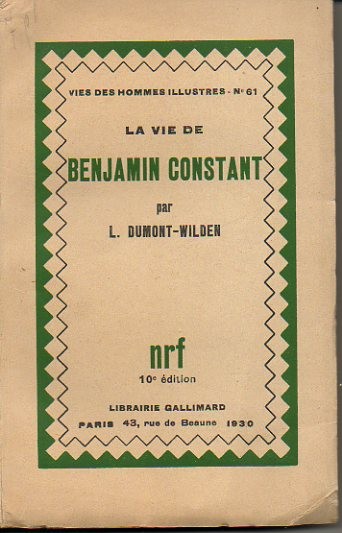 VIES DES HOMMES ILLUSTRES - Nº 61
LA VIE DE
BENJAMIN CONSTANT
par
L. DUMONT-WILDEN
nrf
10e édition
LIBRAIRIE GALLIMARD
PARIS 43, rue de Beaune 1930